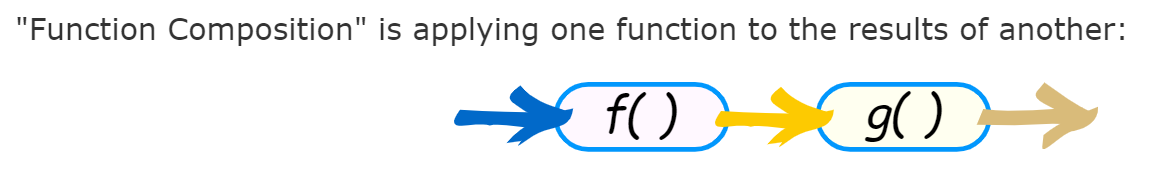 "Function Composition" is applying one function to the results of another:
f( ) g( )